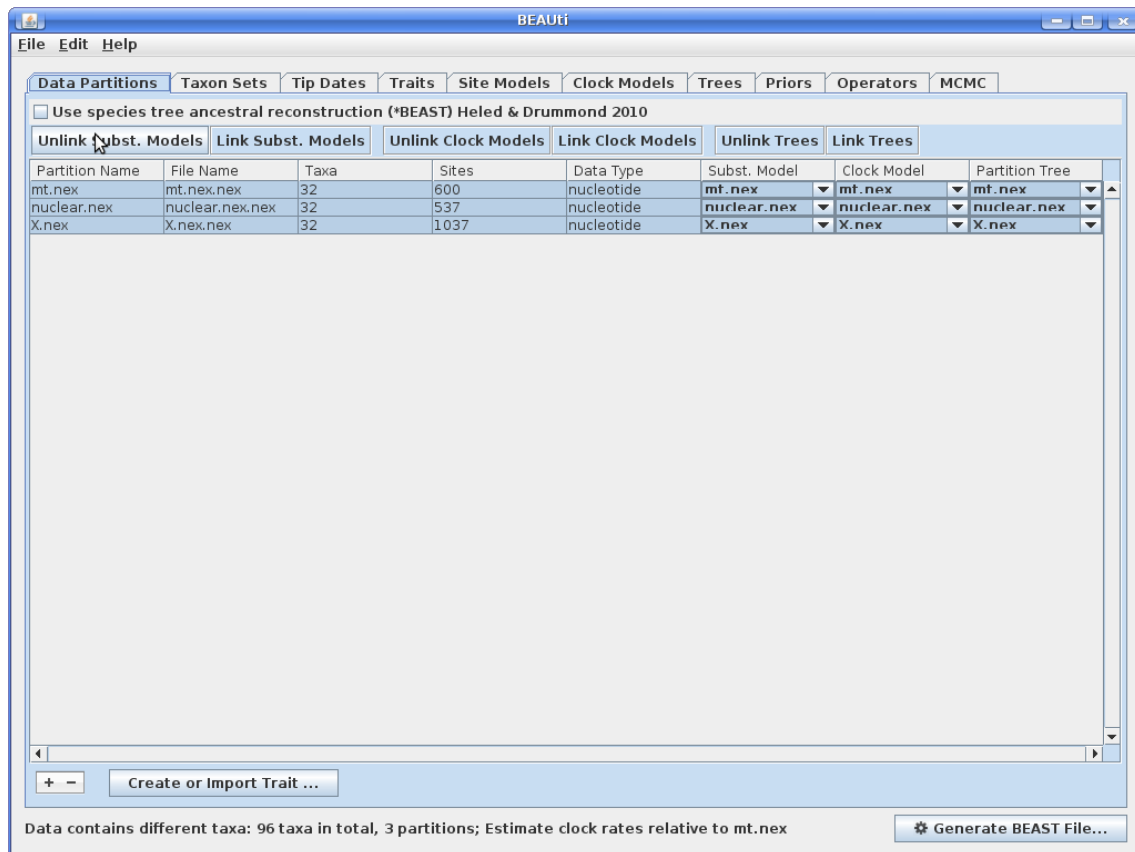 BEAUti
File Edit Help
Data Partitions Taxon Sets Tip Dates Traits Site Models Clock Models Trees Priors Operators MCMC
Use species tree ancestral reconstruction (*BEAST) Heled & Drummond 2010
Unlink Subst. Models Link Subst. Models Unlink Clock Models Link Clock Models Unlink Trees Link Trees
Partition Name File Name Taxa Sites Data Type Subst. Model Clock Model Partition Tree
mt.nex mt.nex.nex 32 600 nucleotide mt.nex mt.nex mt.nex
nuclear.nex nuclear.nex.nex 32 537 nucleotide nuclear.nex nuclear.nex nuclear.nex
X.nex X.nex.nex 32 1037 nucleotide X.nex X.nex X.nex
+ − Create or Import Trait ...
Data contains different taxa: 96 taxa in total, 3 partitions; Estimate clock rates relative to mt.nex Generate BEAST File...